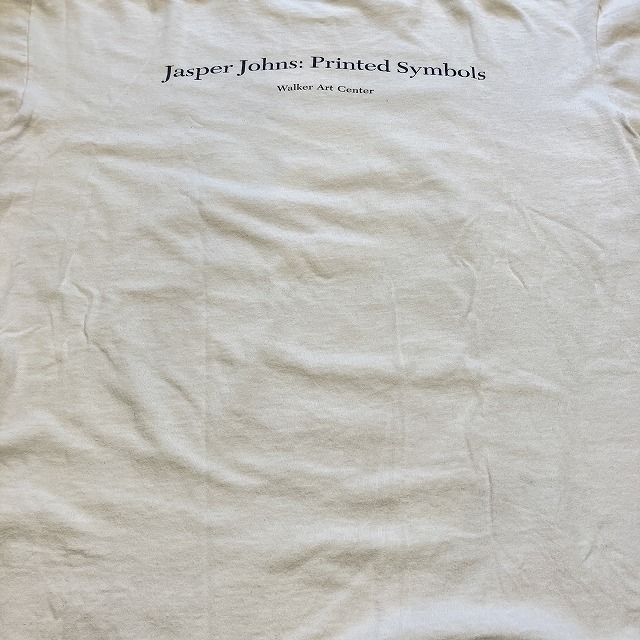 Jasper Johns: Printed Symbols
Walker Art Center